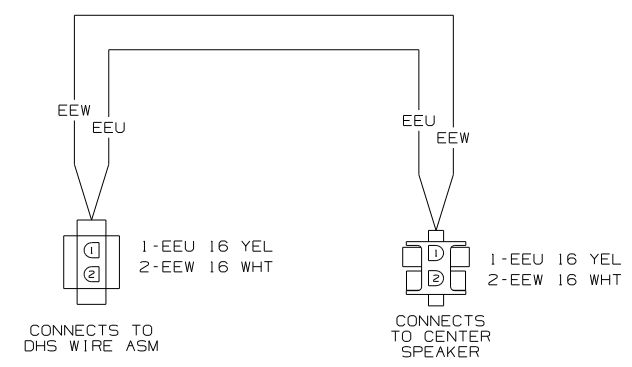 EEW
EEU
EEU
EEW
1
2
1-EEU 16 YEL
2-EEW 16 WHT
1
2
1-EEU 16 YEL
2-EEW 16 WHT
CONNECTS TO
DHS WIRE ASM
CONNECTS
TO CENTER
SPEAKER